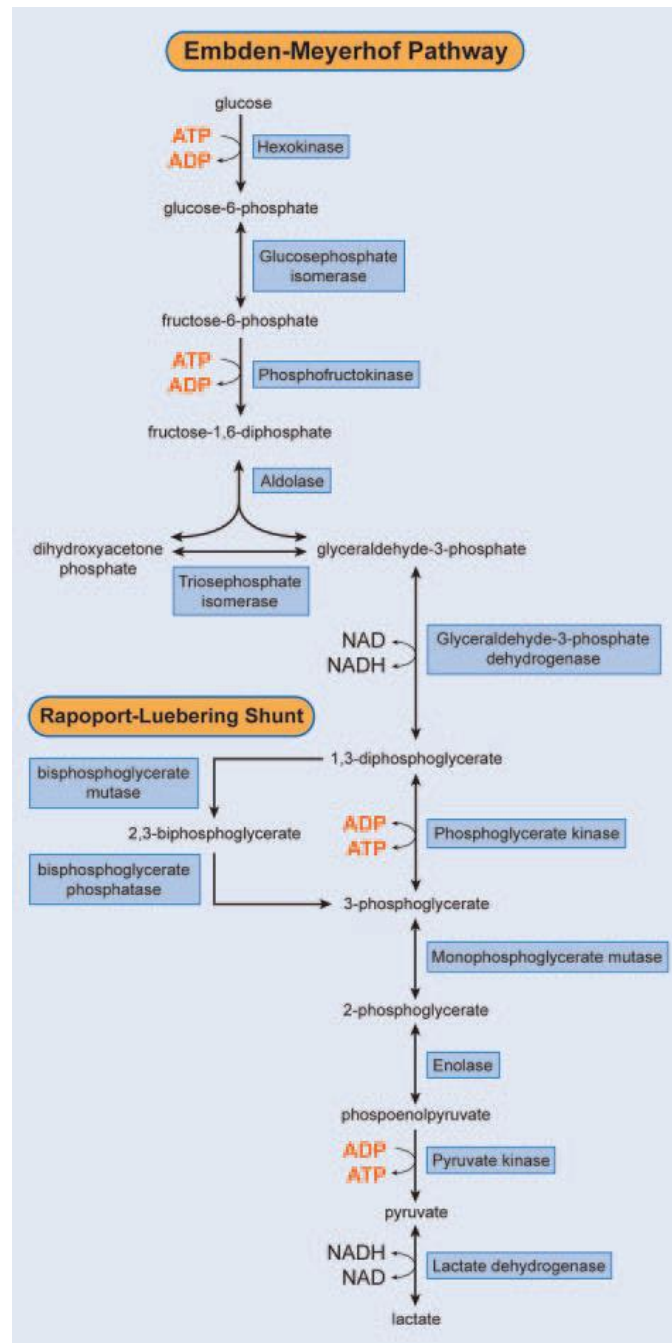 Embden-Meyerhof Pathway
glucose
ATP
ADP
Hexokinase
glucose-6-phosphate
Glucosephosphate
isomerase
fructose-6-phosphate
ATP
ADP
Phosphofructokinase
fructose-1,6-diphosphate
Aldolase
dihydroxyacetone
phosphate
glyceraldehyde-3-phosphate
Triosephosphate
isomerase
NAD
NADH
Glyceraldehyde-3-phosphate
dehydrogenase
Rapoport-Luebering Shunt
1,3-diphosphoglycerate
bisphosphoglycerate
mutase
2,3-biphosphoglycerate
ADP
ATP
Phosphoglycerate kinase
bisphosphoglycerate
phosphatase
3-phosphoglycerate
Monophosphoglycerate mutase
2-phosphoglycerate
Enolase
phospoenolpyruvate
ADP
ATP
Pyruvate kinase
pyruvate
NADH
NAD
Lactate dehydrogenase
lactate